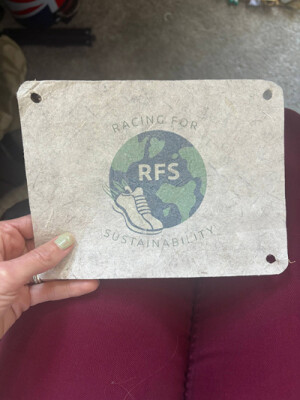 RACING FOR
RFS
SUSTAINABILITY